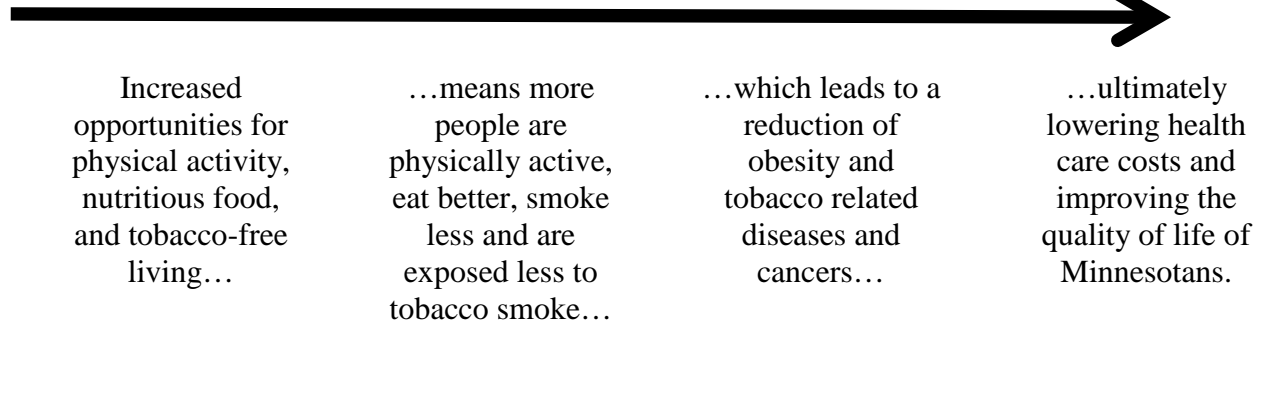 Increased
opportunities for
physical activity,
nutritious food,
and tobacco-free
living…
…means more
people are
physically active,
eat better, smoke
less and are
exposed less to
tobacco smoke…
…which leads to a
reduction of
obesity and
tobacco related
diseases and
cancers…
…ultimately
lowering health
care costs and
improving the
quality of life of
Minnesotans.